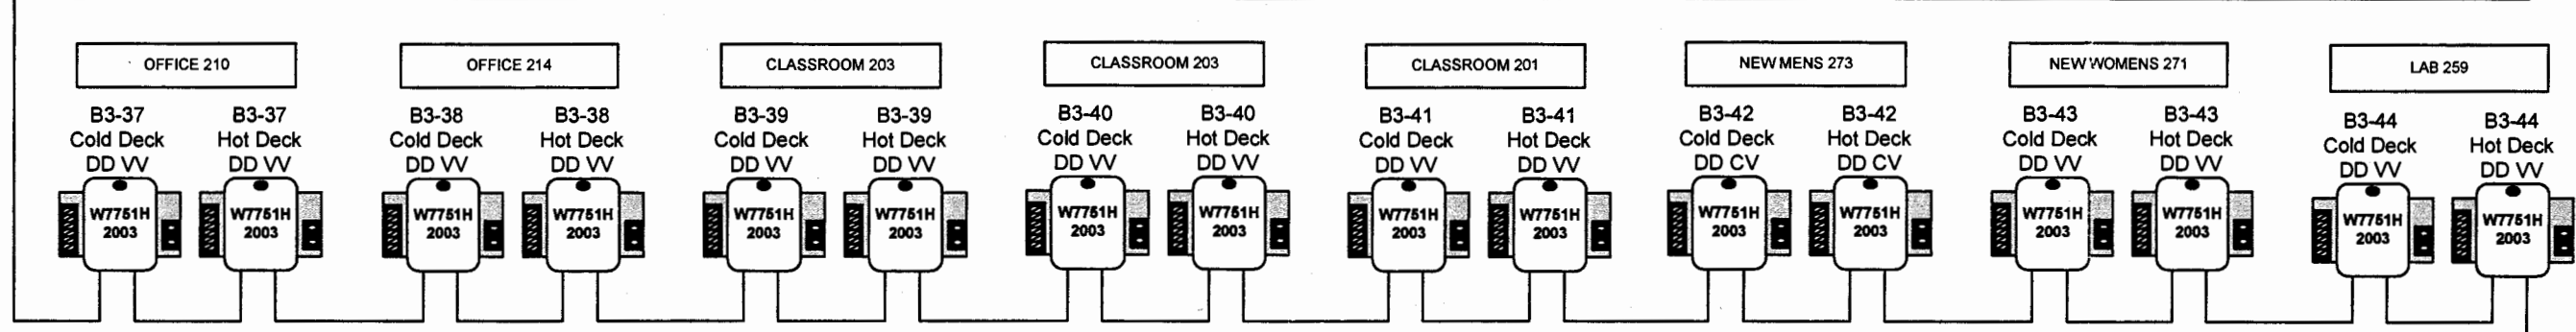 OFFICE 210
B3-37
Cold Deck
DD VV
W7751H
2003
B3-37
Hot Deck
DD VV
W7751H
2003
OFFICE 214
B3-38
Cold Deck
DD VV
W7751H
2003
B3-38
Hot Deck
DD VV
W7751H
2003
CLASSROOM 203
B3-39
Cold Deck
DD VV
W7751H
2003
B3-39
Hot Deck
DD VV
W7751H
2003
CLASSROOM 203
B3-40
Cold Deck
DD VV
W7751H
2003
B3-40
Hot Deck
DD VV
W7751H
2003
CLASSROOM 201
B3-41
Cold Deck
DD VV
W7751H
2003
B3-41
Hot Deck
DD VV
W7751H
2003
NEW MENS 273
B3-42
Cold Deck
DD CV
W7751H
2003
B3-42
Hot Deck
DD CV
W7751H
2003
NEW WOMENS 271
B3-43
Cold Deck
DD VV
W7751H
2003
B3-43
Hot Deck
DD VV
W7751H
2003
LAB 259
B3-44
Cold Deck
DD VV
W7751H
2003
B3-44
Hot Deck
DD VV
W7751H
2003